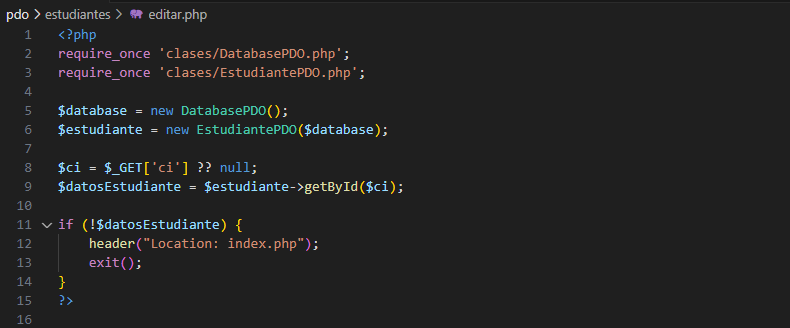 pdo > estudiantes > editar.php
1 <?php
2 require_once 'clases/DatabasePDO.php';
3 require_once 'clases/EstudiantePDO.php';
4
5 $database = new DatabasePDO();
6 $estudiante = new EstudiantePDO($database);
7
8 $ci = $_GET['ci'] ?? null;
9 $datosEstudiante = $estudiante->getById($ci);
10
11 if (!$datosEstudiante) {
12     header("Location: index.php");
13     exit();
14 }
15 ?>
16